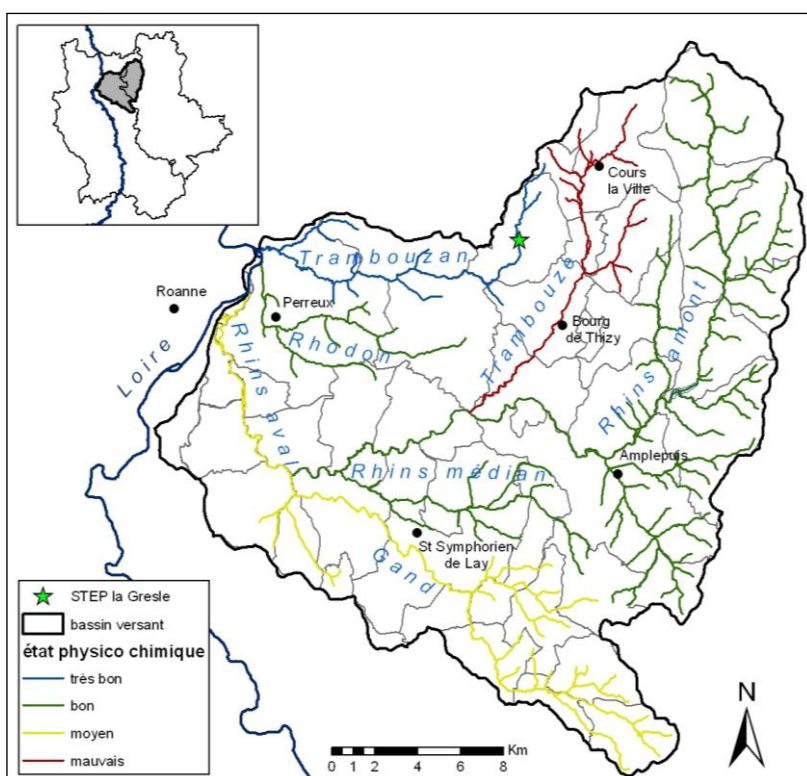 Cours
la Ville
Trambouzan
Roanne
Perreux
Bourg
de Thizy
Trambouze
Rhodon
Loire
Rhins amont
Rhins aval
Rhins médian
Amplepuis
St Symphorien
de Lay
Gand
STEP la Gresle
bassin versant
état physico chimique
très bon
bon
moyen
mauvais
N
Km
0 1 2 4 6 8